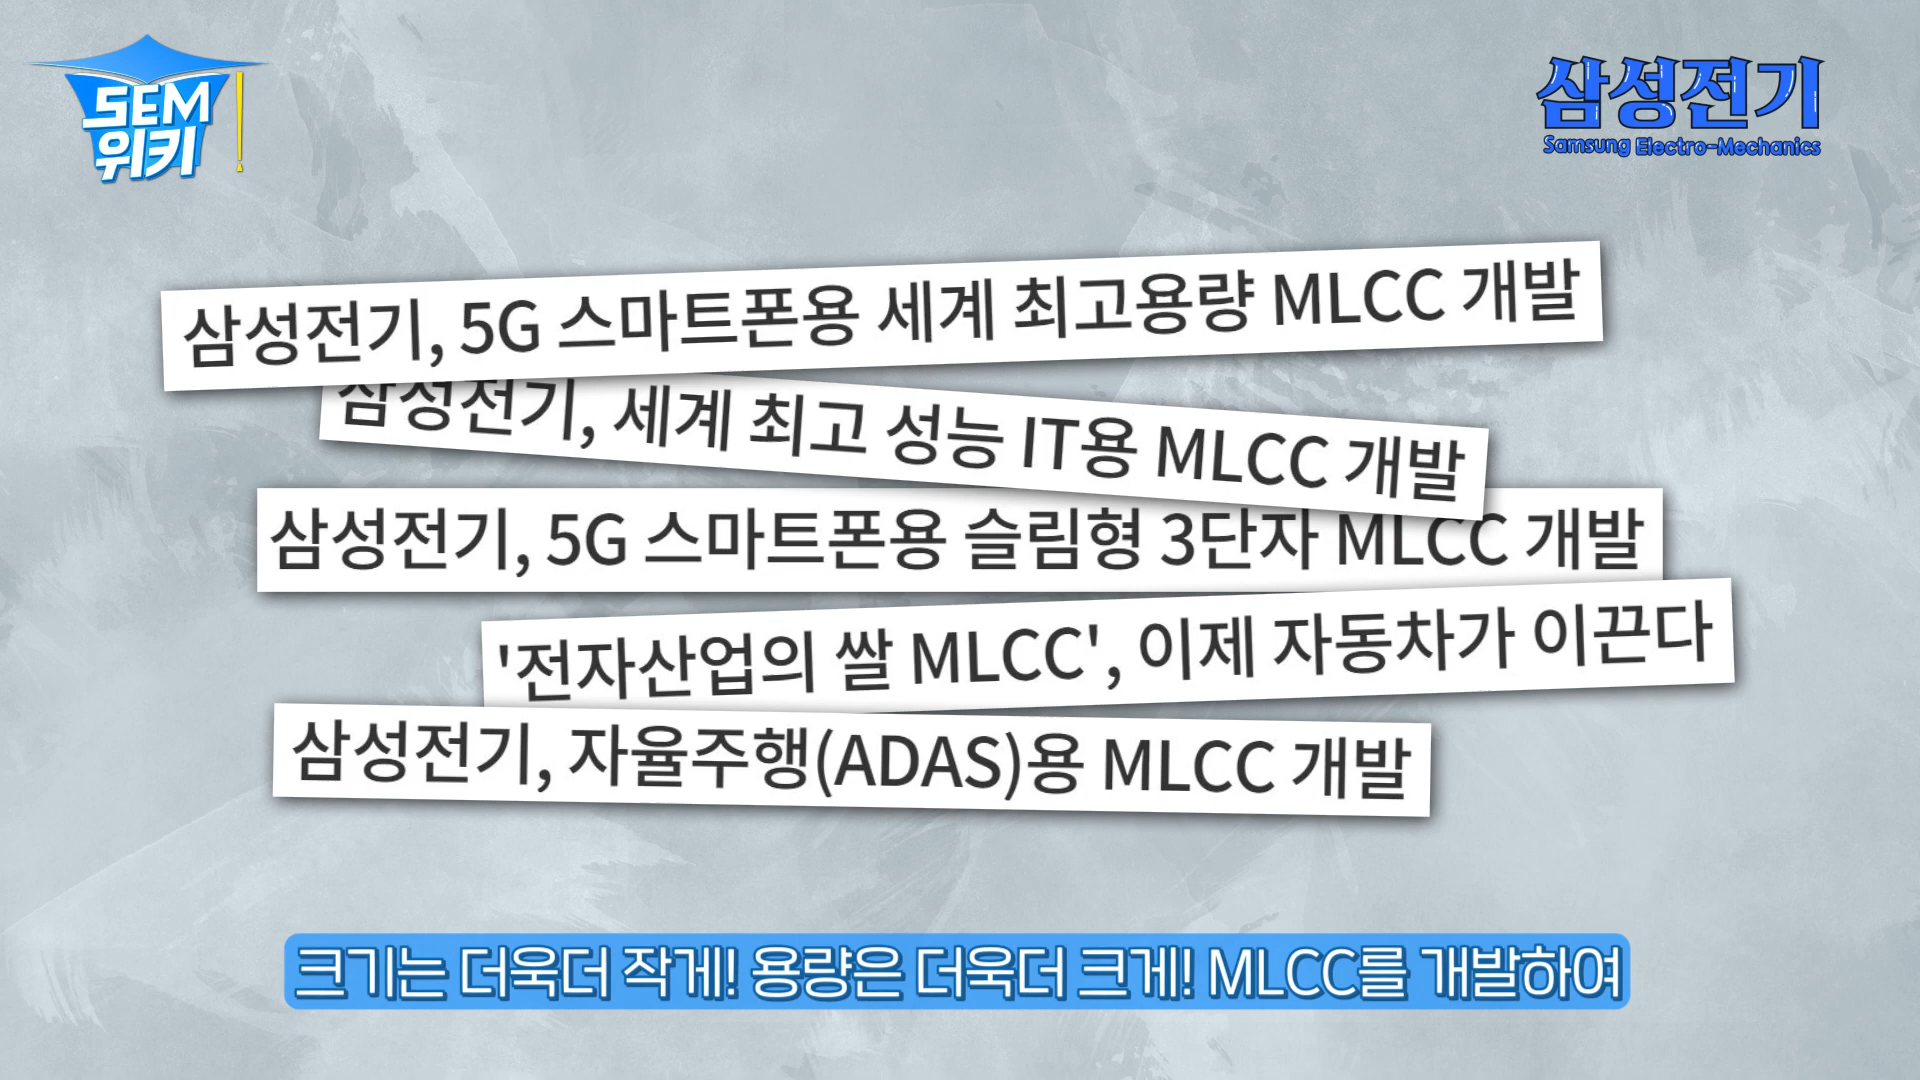 SEM
위키
삼성전기
Samsung Electro-Mechanics
삼성전기, 5G 스마트폰용 세계 최고용량 MLCC 개발
삼성전기, 세계 최고 성능 IT용 MLCC 개발
삼성전기, 5G 스마트폰용 슬림형 3단자 MLCC 개발
'전자산업의 쌀 MLCC', 이제 자동차가 이끈다
삼성전기, 자율주행(ADAS)용 MLCC 개발
크기는 더욱더 작게! 용량은 더욱더 크게! MLCC를 개발하여